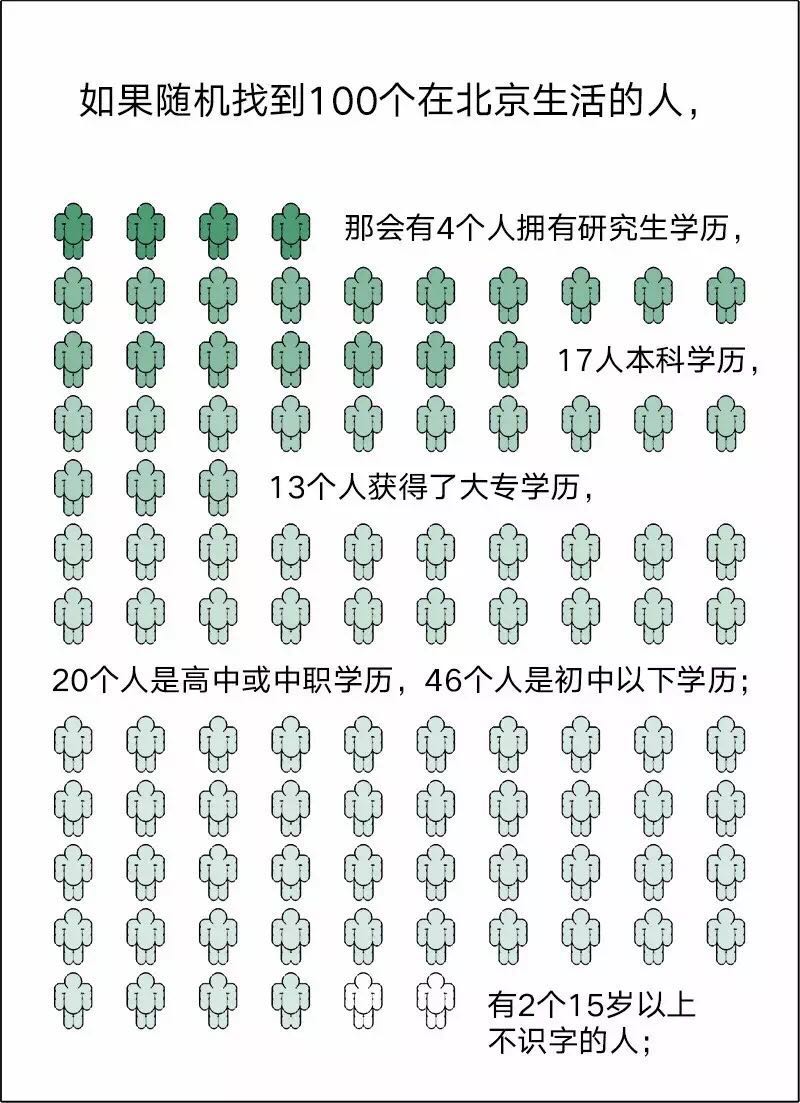 如果随机找到100个在北京生活的人，
那会有4个人拥有研究生学历，
17人本科学历，
13个人获得了大专学历，
20个人是高中或中职学历，46个人是初中以下学历；
有2个15岁以上
不识字的人；